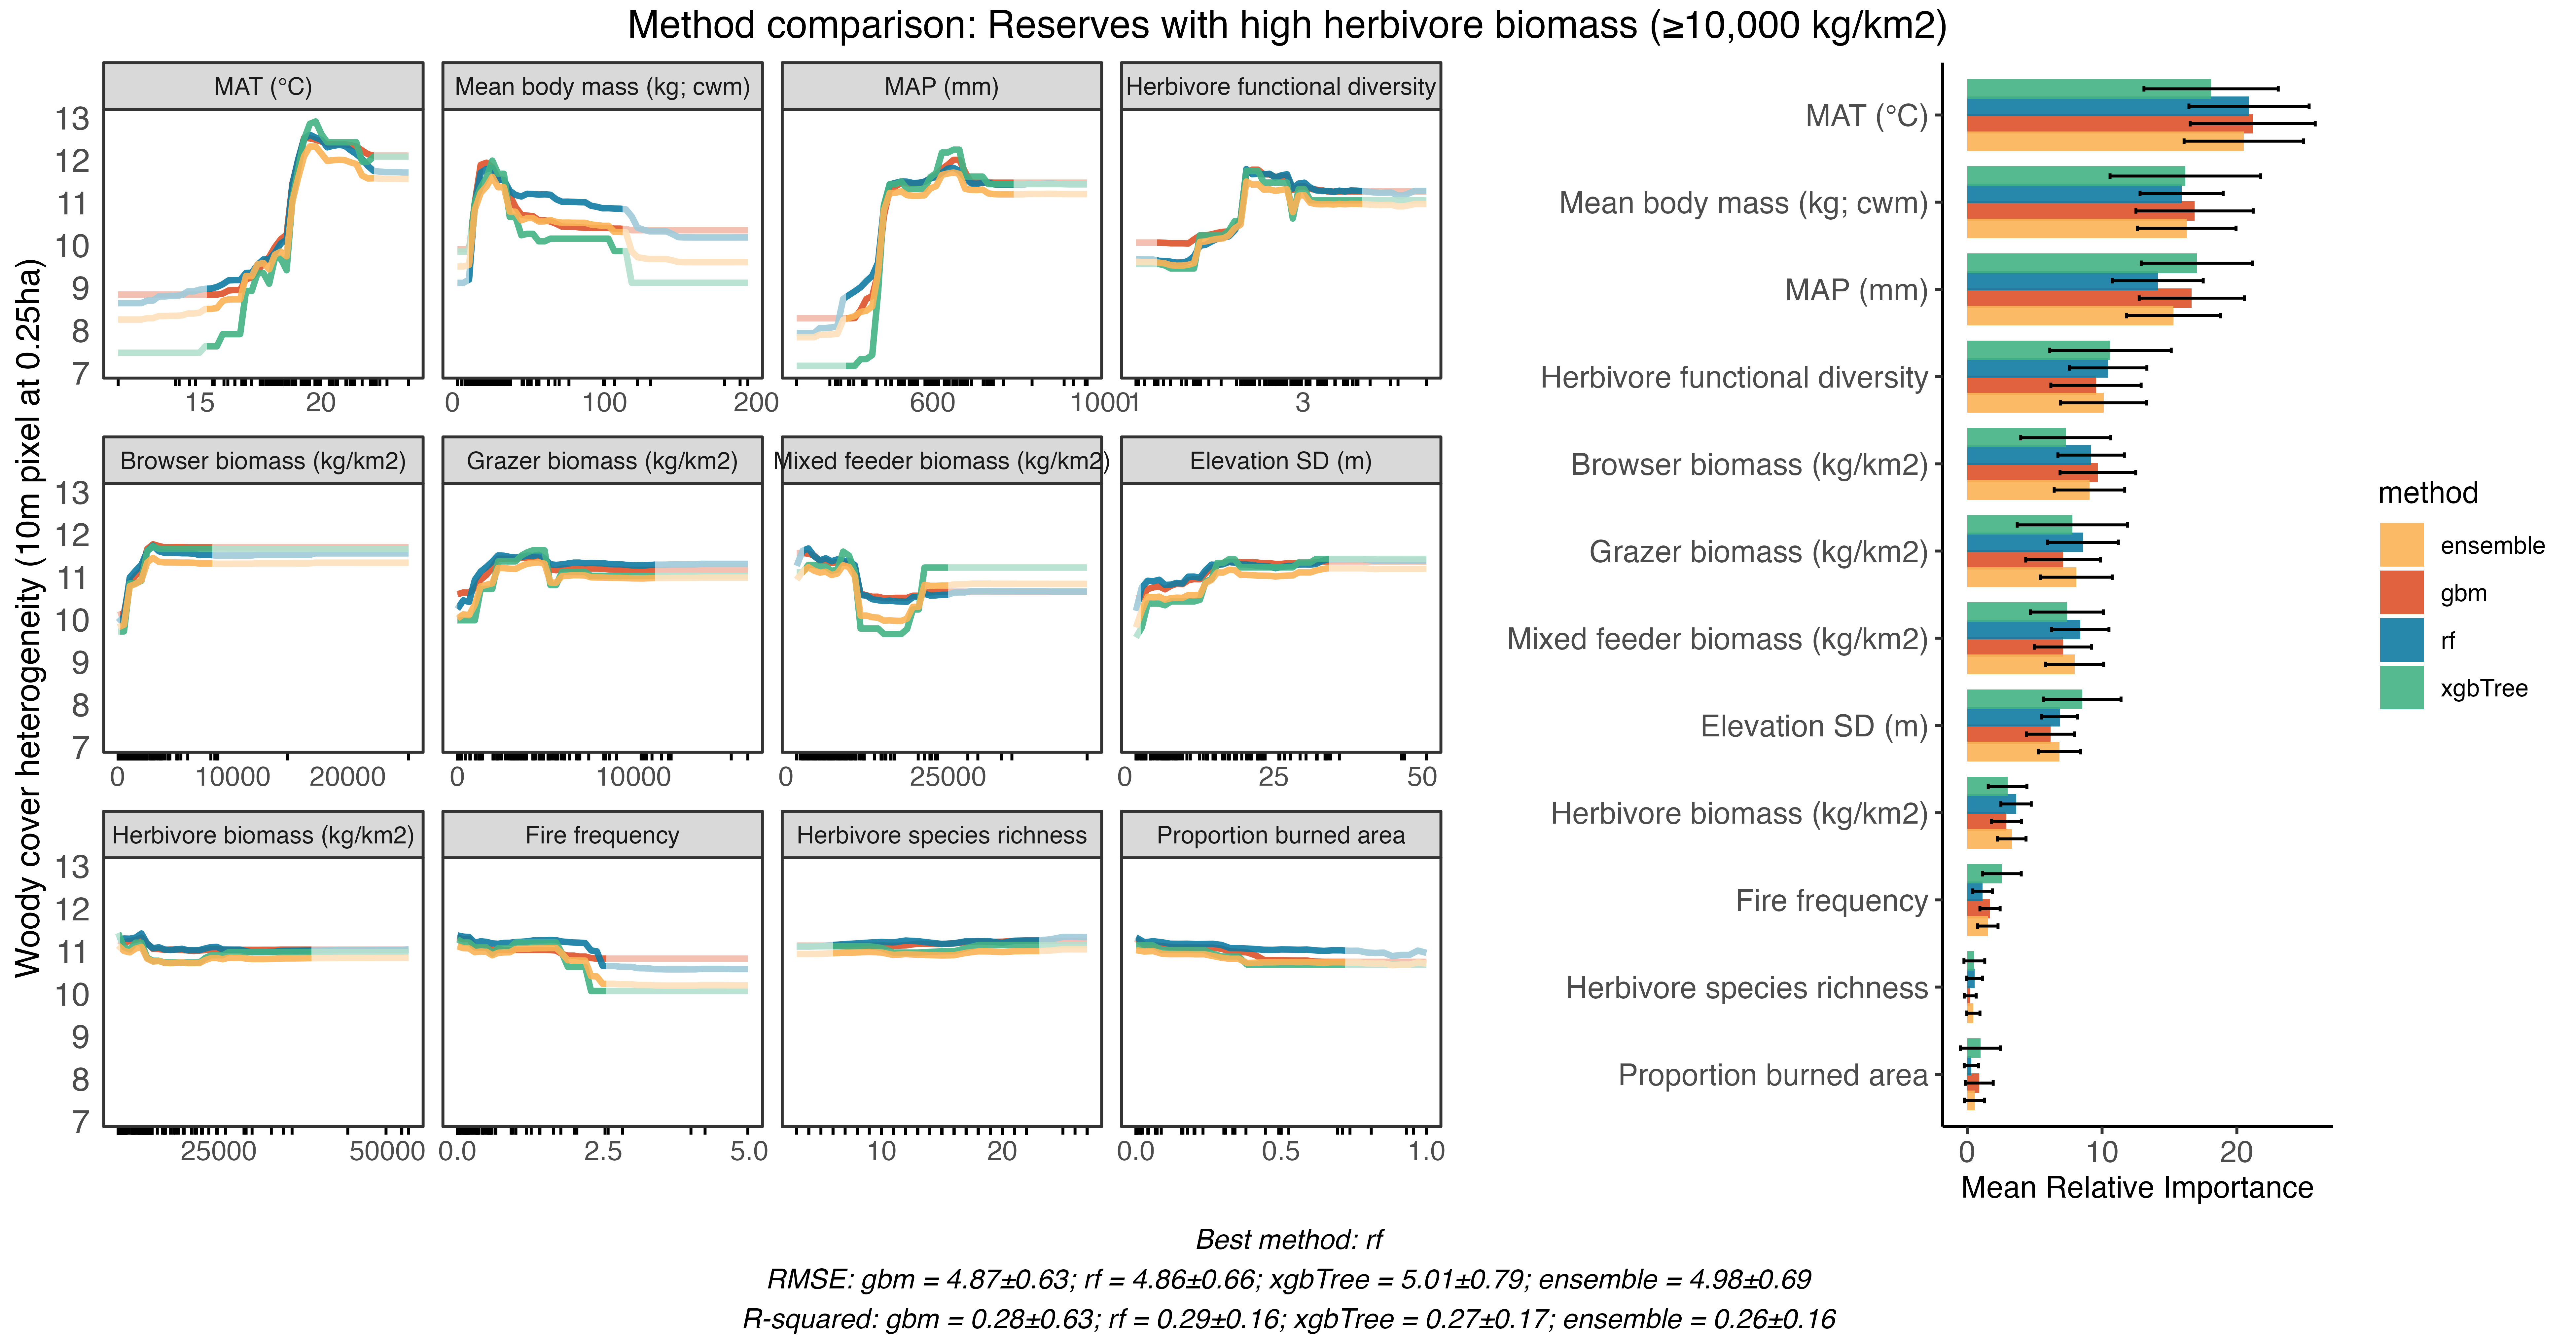 Method comparison: Reserves with high herbivore biomass (≥10,000 kg/km2)
Woody cover heterogeneity (10m pixel at 0.25ha)
MAT (°C)
Mean body mass (kg; cwm)
MAP (mm)
Herbivore functional diversity
13
12
11
10
9
8
7
15 20
0 100 200
600 1000
1 3
Browser biomass (kg/km2)
Grazer biomass (kg/km2)
Mixed feeder biomass (kg/km2)
Elevation SD (m)
13
12
11
10
9
8
7
0 10000 20000
0 10000
0 25000
0 25 50
Herbivore biomass (kg/km2)
Fire frequency
Herbivore species richness
Proportion burned area
13
12
11
10
9
8
7
25000 50000
0.0 2.5 5.0
10 20
0.0 0.5 1.0
MAT (°C)
Mean body mass (kg; cwm)
MAP (mm)
Herbivore functional diversity
Browser biomass (kg/km2)
Grazer biomass (kg/km2)
Mixed feeder biomass (kg/km2)
Elevation SD (m)
Herbivore biomass (kg/km2)
Fire frequency
Herbivore species richness
Proportion burned area
0 10 20
Mean Relative Importance
method
ensemble
gbm
rf
xgbTree
Best method: rf
RMSE: gbm = 4.87±0.63; rf = 4.86±0.66; xgbTree = 5.01±0.79; ensemble = 4.98±0.69
R-squared: gbm = 0.28±0.63; rf = 0.29±0.16; xgbTree = 0.27±0.17; ensemble = 0.26±0.16